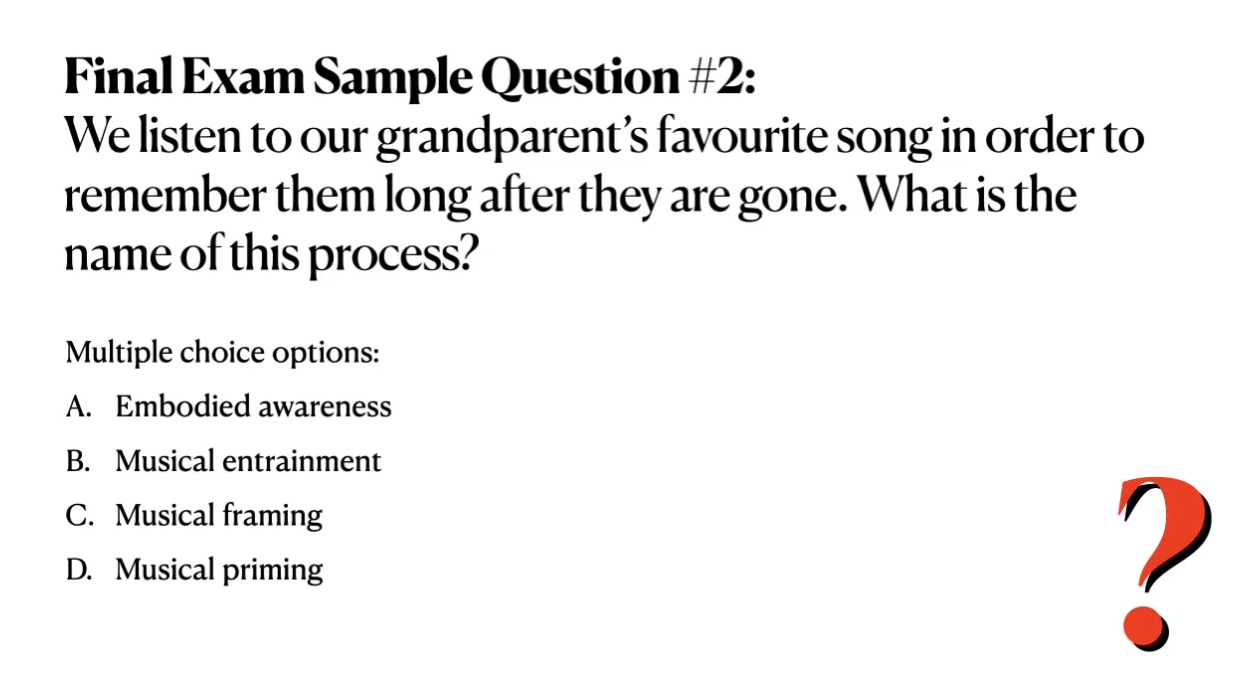 Final Exam Sample Question #2:
We listen to our grandparent’s favourite song in order to
remember them long after they are gone. What is the
name of this process?
Multiple choice options:
A. Embodied awareness
B. Musical entrainment
C. Musical framing
D. Musical priming
?